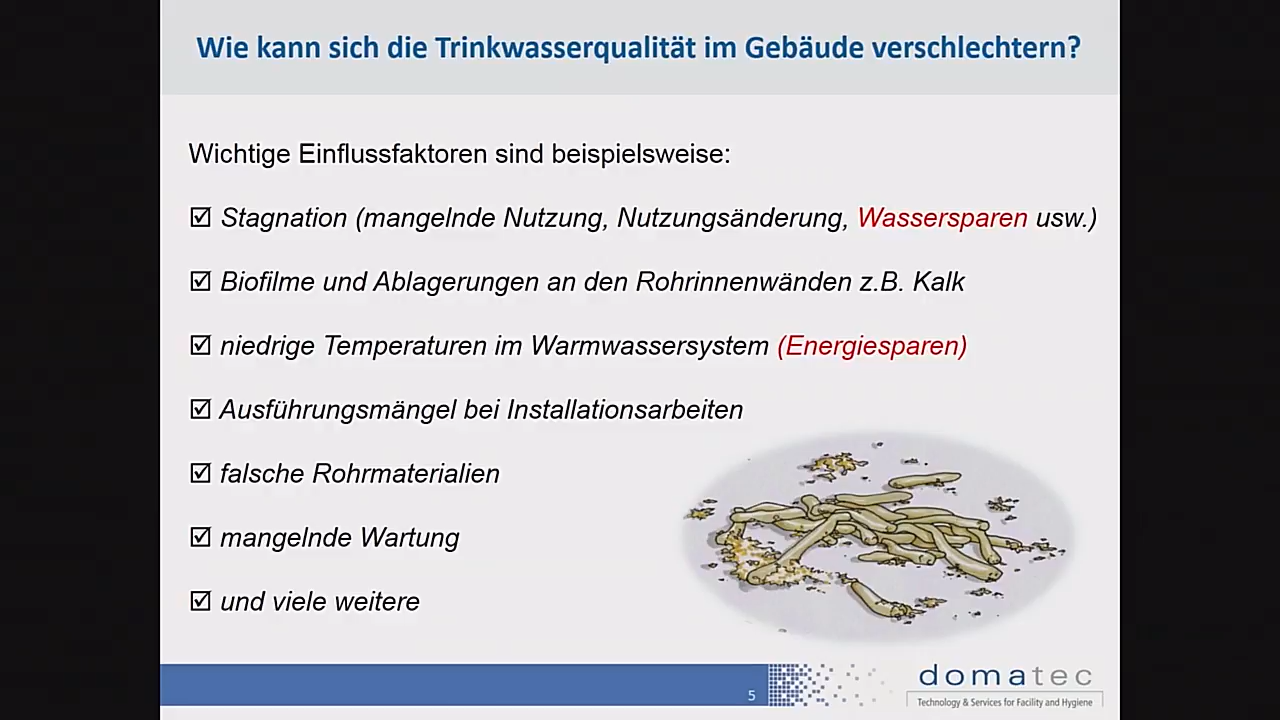 Wie kann sich die Trinkwasserqualität im Gebäude verschlechtern?
Wichtige Einflussfaktoren sind beispielsweise:
☑ Stagnation (mangelnde Nutzung, Nutzungsänderung, Wassersparen usw.)
☑ Biofilme und Ablagerungen an den Rohrinnenwänden z.B. Kalk
☑ niedrige Temperaturen im Warmwassersystem (Energiesparen)
☑ Ausführungsmängel bei Installationsarbeiten
☑ falsche Rohrmaterialien
☑ mangelnde Wartung
☑ und viele weitere
5
domatec
Technology & Services for Facility and Hygiene